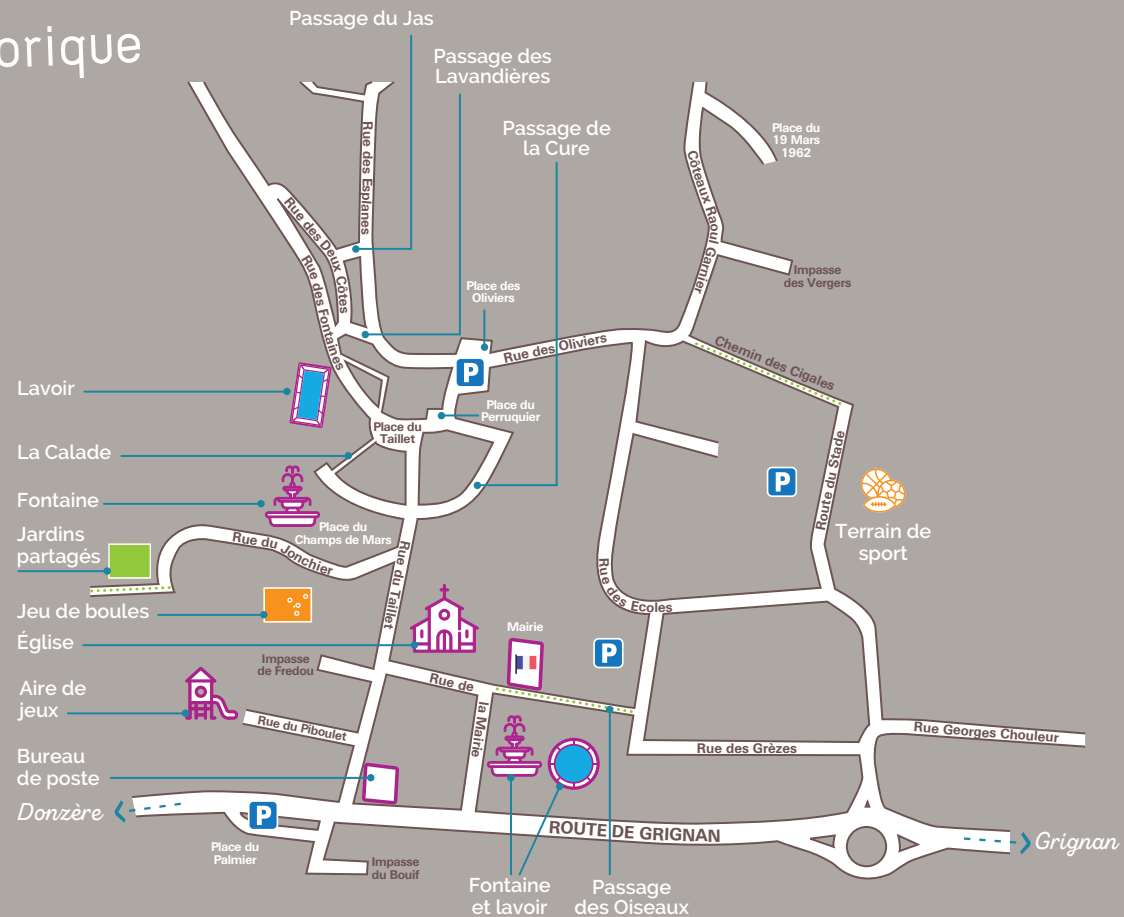 orique
Passage du Jas
Passage des
Lavandières
Passage de
la Cure
Place du
19 Mars
1962
Rue des Esplanes
Côteaux Raoul Garnier
Rue des Deux Côtes
Rue des Fontaines
Impasse
des Vergers
Place des
Oliviers
Rue des Oliviers
Chemin des Cigales
P
Lavoir
Place du
Perruquier
Place du
Taillet
La Calade
Route du Stade
P
Fontaine
Place du
Champs de Mars
Terrain de
sport
Jardins
partagés
Rue du Jonchier
Rue du Taillet
Rue des Ecoles
Jeu de boules
Église
Mairie
P
Impasse
de Fredou
Rue de
la Mairie
Aire de
jeux
Rue du Piboulet
Rue des Grèzes
Rue Georges Chouleur
Bureau
de poste
Donzère
P
ROUTE DE GRIGNAN
Grignan
Place du
Palmier
Impasse
du Bouif
Fontaine
et lavoir
Passage
des Oiseaux